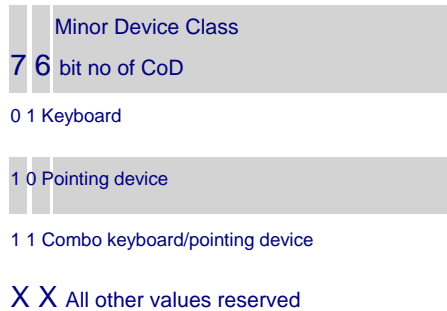 Minor Device Class
7 6 bit no of CoD
0 1 Keyboard
1 0 Pointing device
1 1 Combo keyboard/pointing device
X X All other values reserved